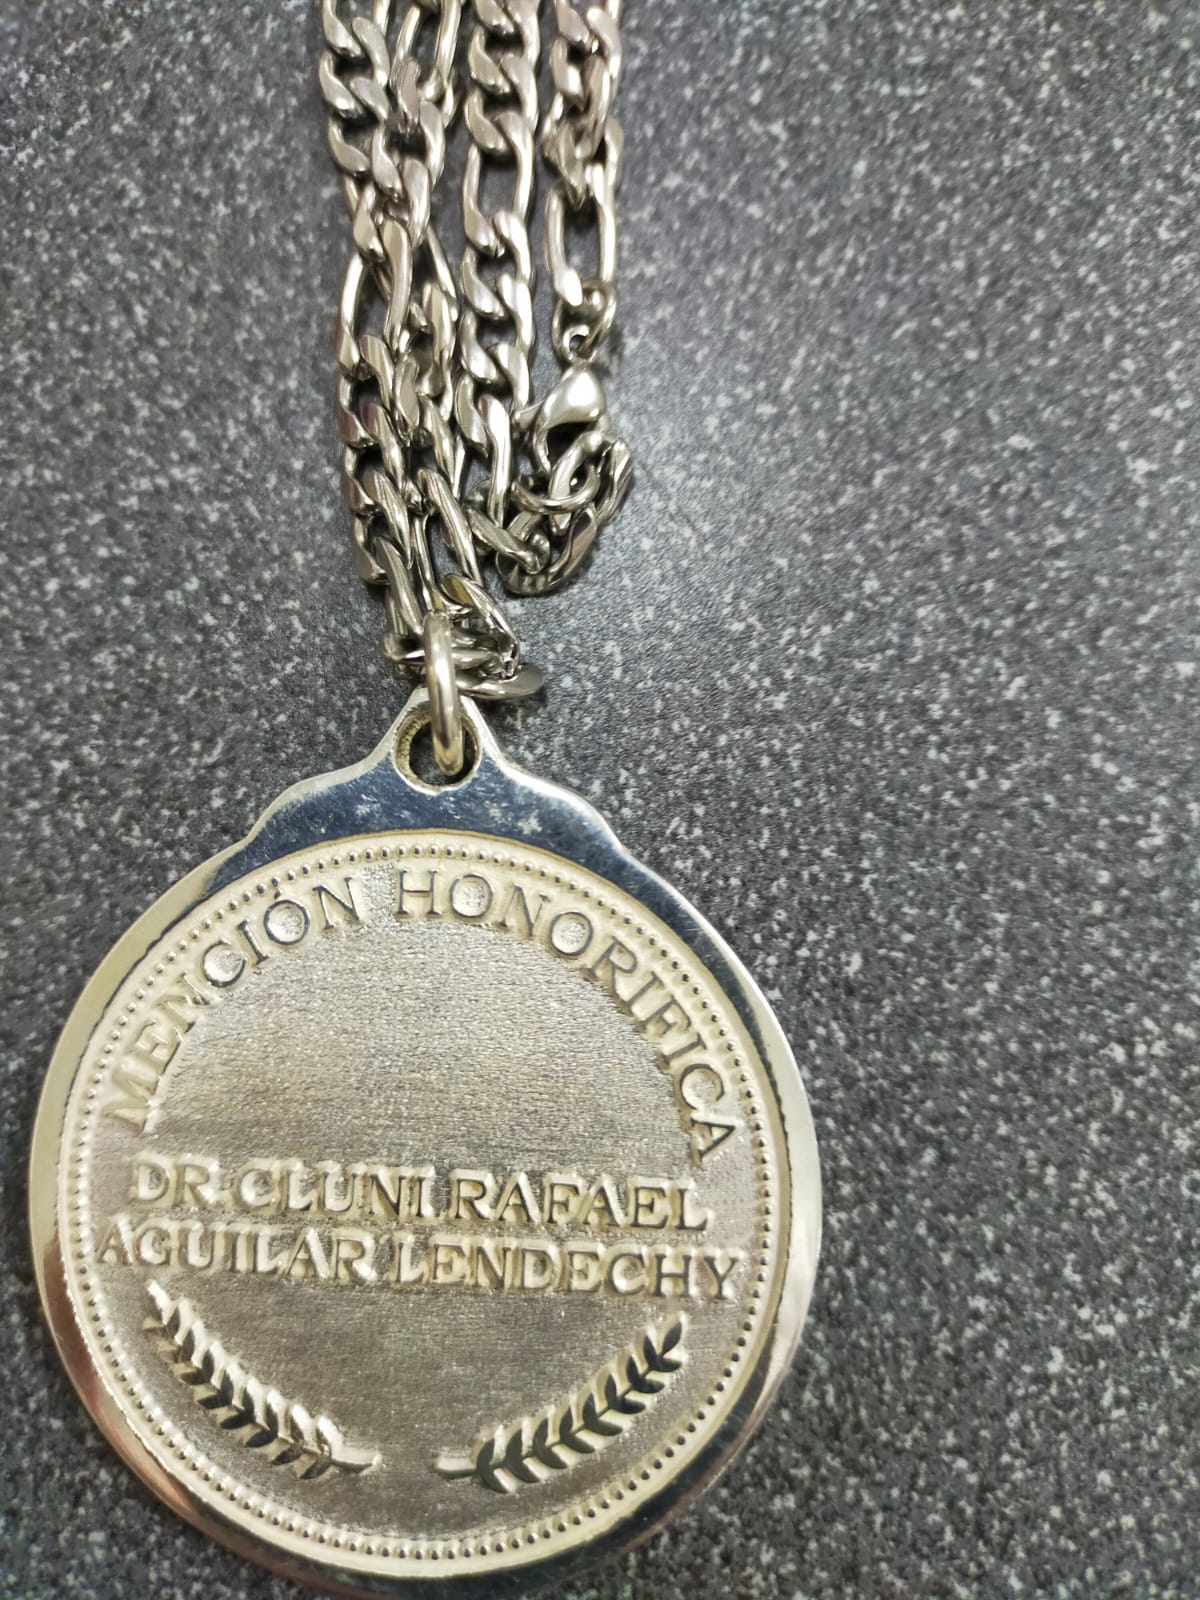 MENCIÓN HONORIFICA
DR. CLUNI RAFAEL
AGUILAR LENDECHY